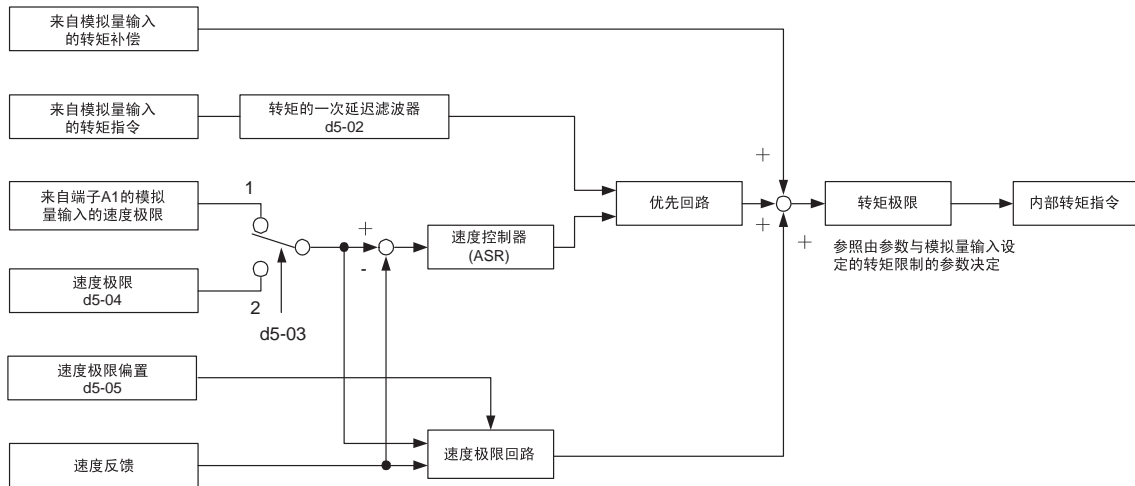 来自模拟量输入
的转矩补偿
来自模拟量输入
的转矩指令
转矩的一次延迟滤波器
d5-02
来自端子A1的模拟
量输入的速度极限
1
速度极限
d5-04
2
d5-03
+
-
速度控制器
(ASR)
优先回路
+
+
+
转矩极限
内部转矩指令
参照由参数与模拟量输入设
定的转矩限制的参数决定
速度极限偏置
d5-05
速度反馈
速度极限回路